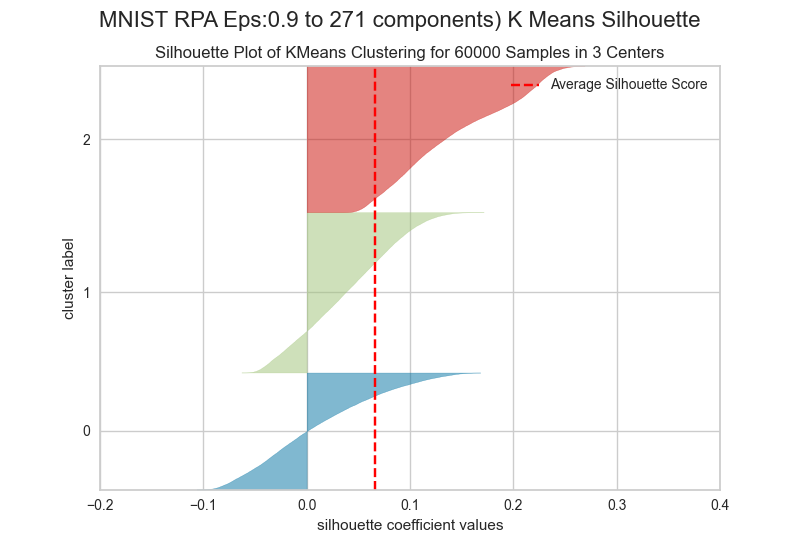 MNIST RPA Eps:0.9 to 271 components) K Means Silhouette
Silhouette Plot of KMeans Clustering for 60000 Samples in 3 Centers
Average Silhouette Score
2
1
0
cluster label
−0.2 −0.1 0.0 0.1 0.2 0.3 0.4
silhouette coefficient values